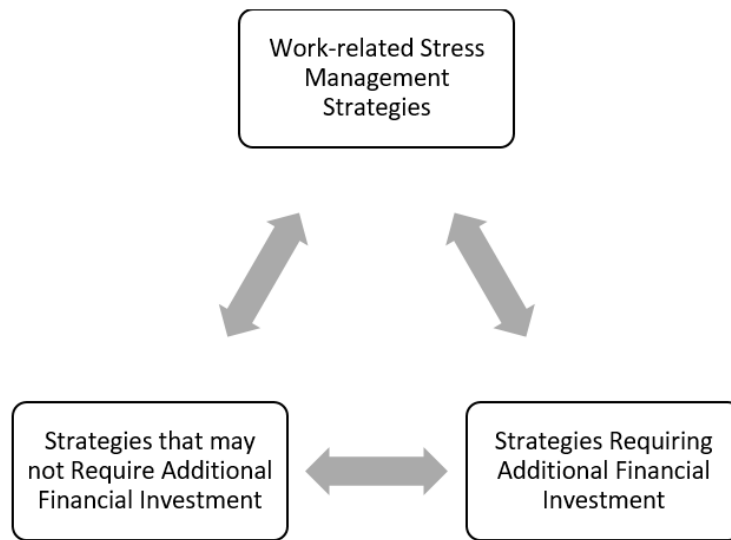 Work-related Stress
Management
Strategies
Strategies that may
not Require Additional
Financial Investment
Strategies Requiring
Additional Financial
Investment